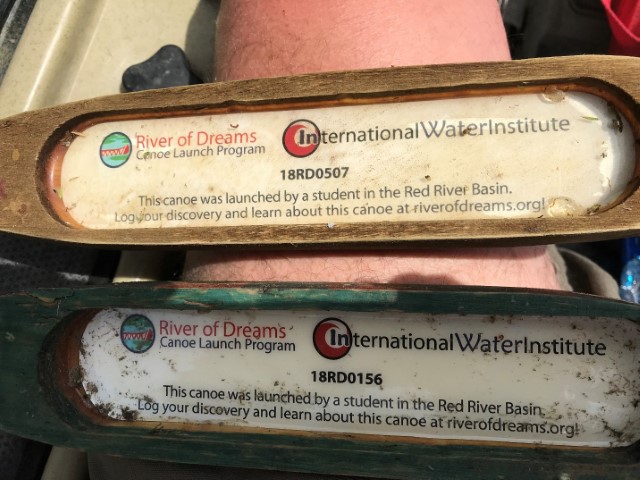 River of Dreams
Canoe Launch Program
InternationalWaterInstitute
18RD0507
This canoe was launched by a student in the Red River Basin.
Log your discovery and learn about this canoe at riverofdreams.org!
River of Dreams
Canoe Launch Program
InternationalWaterInstitute
18RD0156
This canoe was launched by a student in the Red River Basin.
Log your discovery and learn about this canoe at riverofdreams.org!